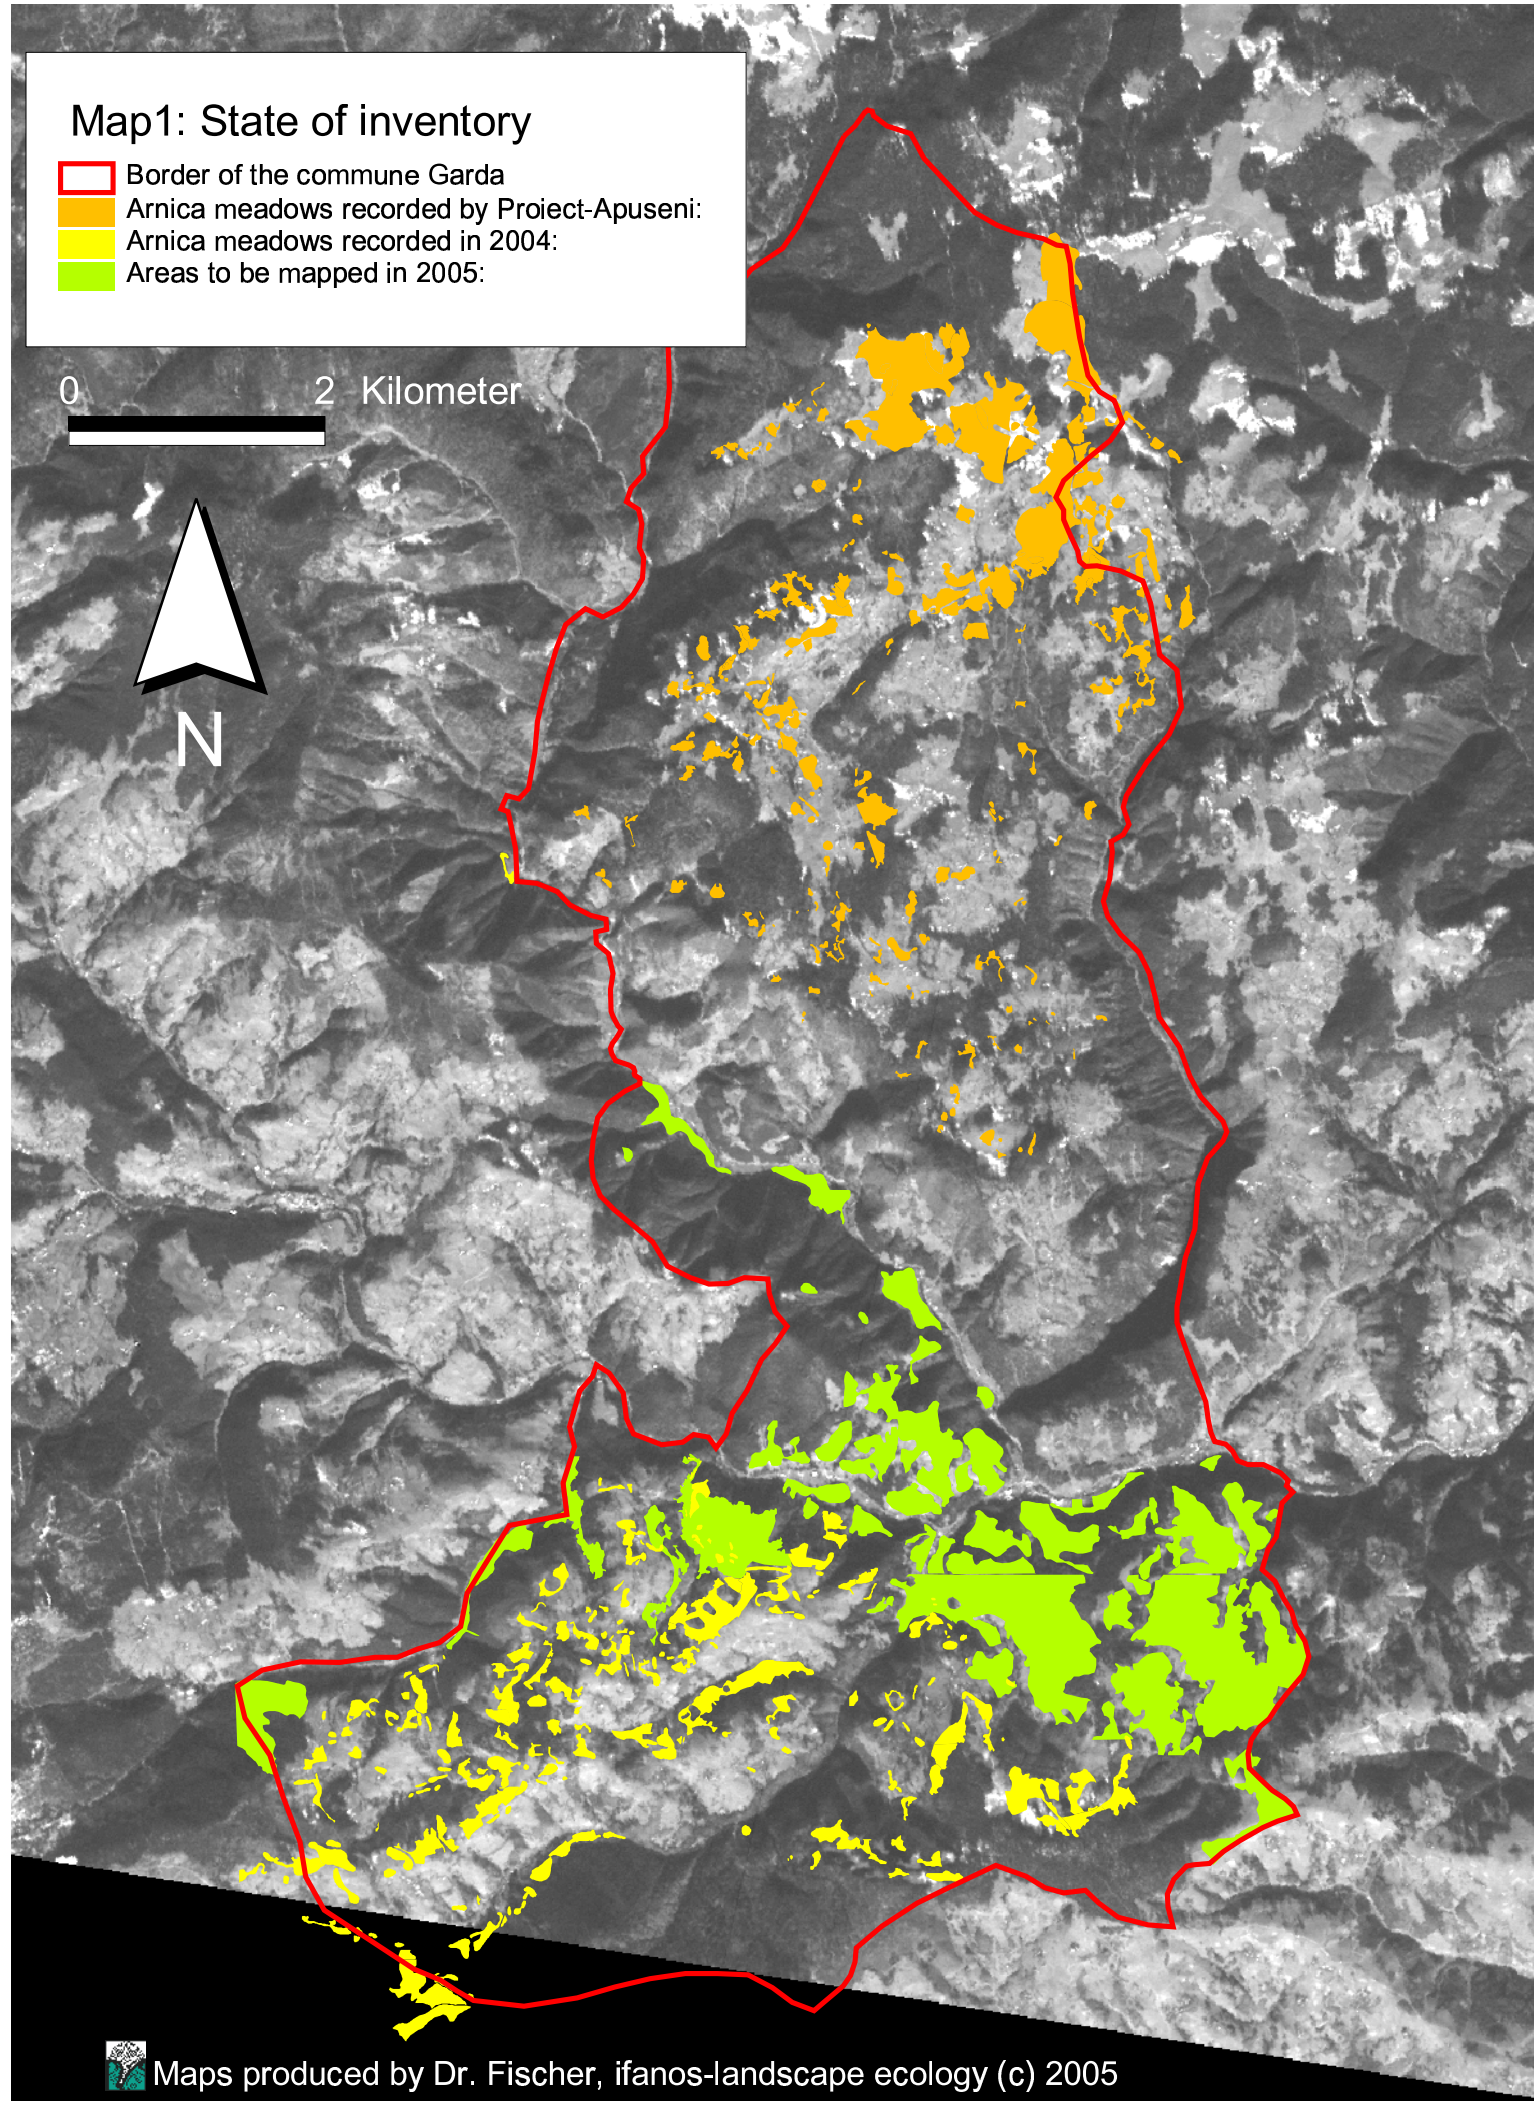 Map1: State of inventory
Border of the commune Garda
Arnica meadows recorded by Proiect-Apuseni:
Arnica meadows recorded in 2004:
Areas to be mapped in 2005:
0 2 Kilometer
N
Maps produced by Dr. Fischer, ifanos-landscape ecology (c) 2005